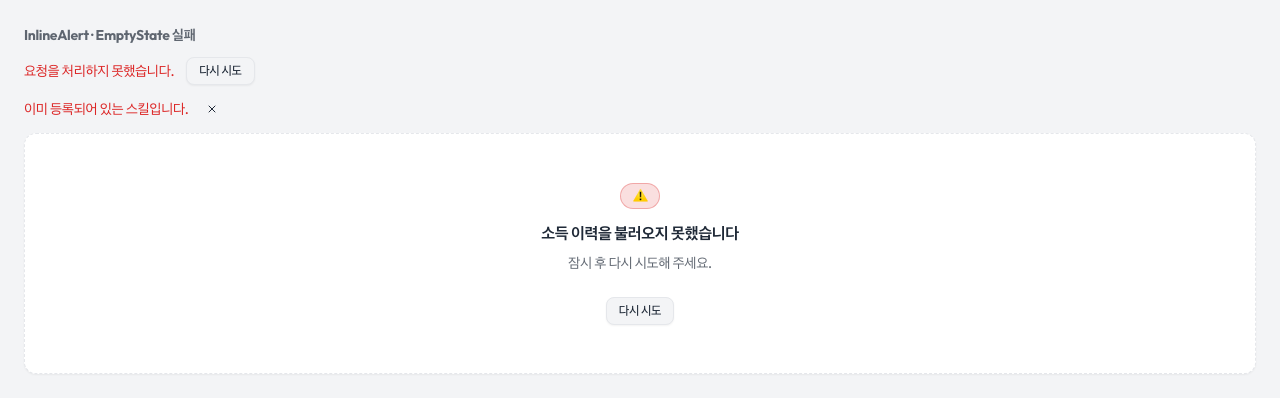 InlineAlert · EmptyState 실패
요청을 처리하지 못했습니다. 다시 시도
이미 등록되어 있는 스킬입니다.
소득 이력을 불러오지 못했습니다
잠시 후 다시 시도해 주세요.
다시 시도